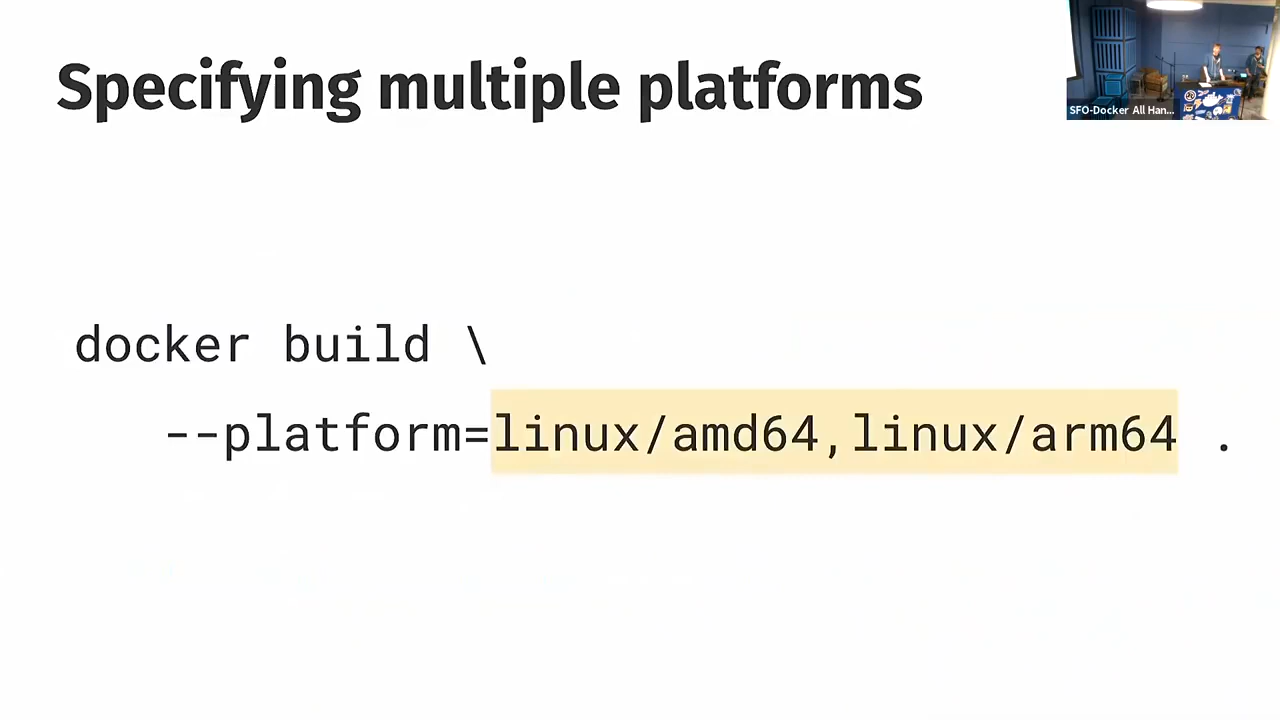 Specifying multiple platforms
SFO-Docker All Han...
docker build \
--platform=linux/amd64,linux/arm64 .